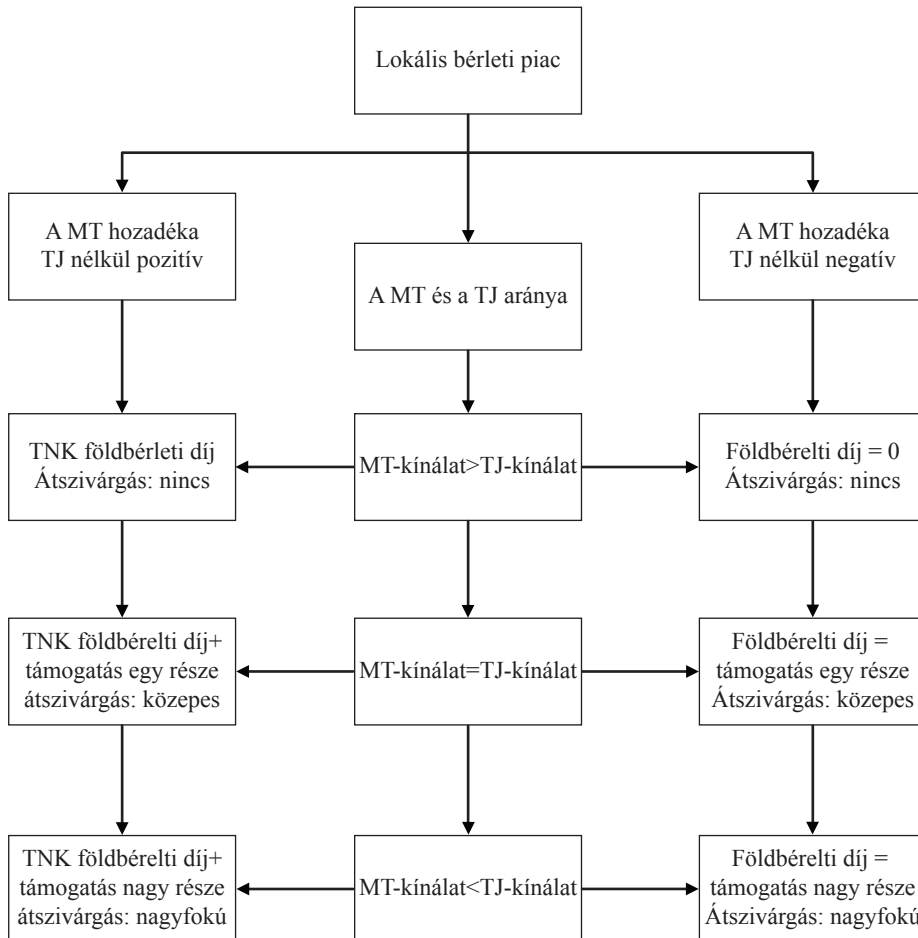 Lokális bérleti piac
A MT hozadéka
TJ nélkül pozitív
A MT és a TJ aránya
A MT hozadéka
TJ nélkül negatív
TNK földbérleti díj
Átszivárgás: nincs
MT-kínálat>TJ-kínálat
Földbérelti díj = 0
Átszivárgás: nincs
TNK földbérelti díj+
támogatás egy része
átszivárgás: közepes
MT-kínálat=TJ-kínálat
Földbérelti díj =
támogatás egy része
Átszivárgás: közepes
TNK földbérelti díj+
támogatás nagy része
átszivárgás: nagyfokú
MT-kínálat<TJ-kínálat
Földbérelti díj =
támogatás nagy része
Átszivárgás: nagyfokú